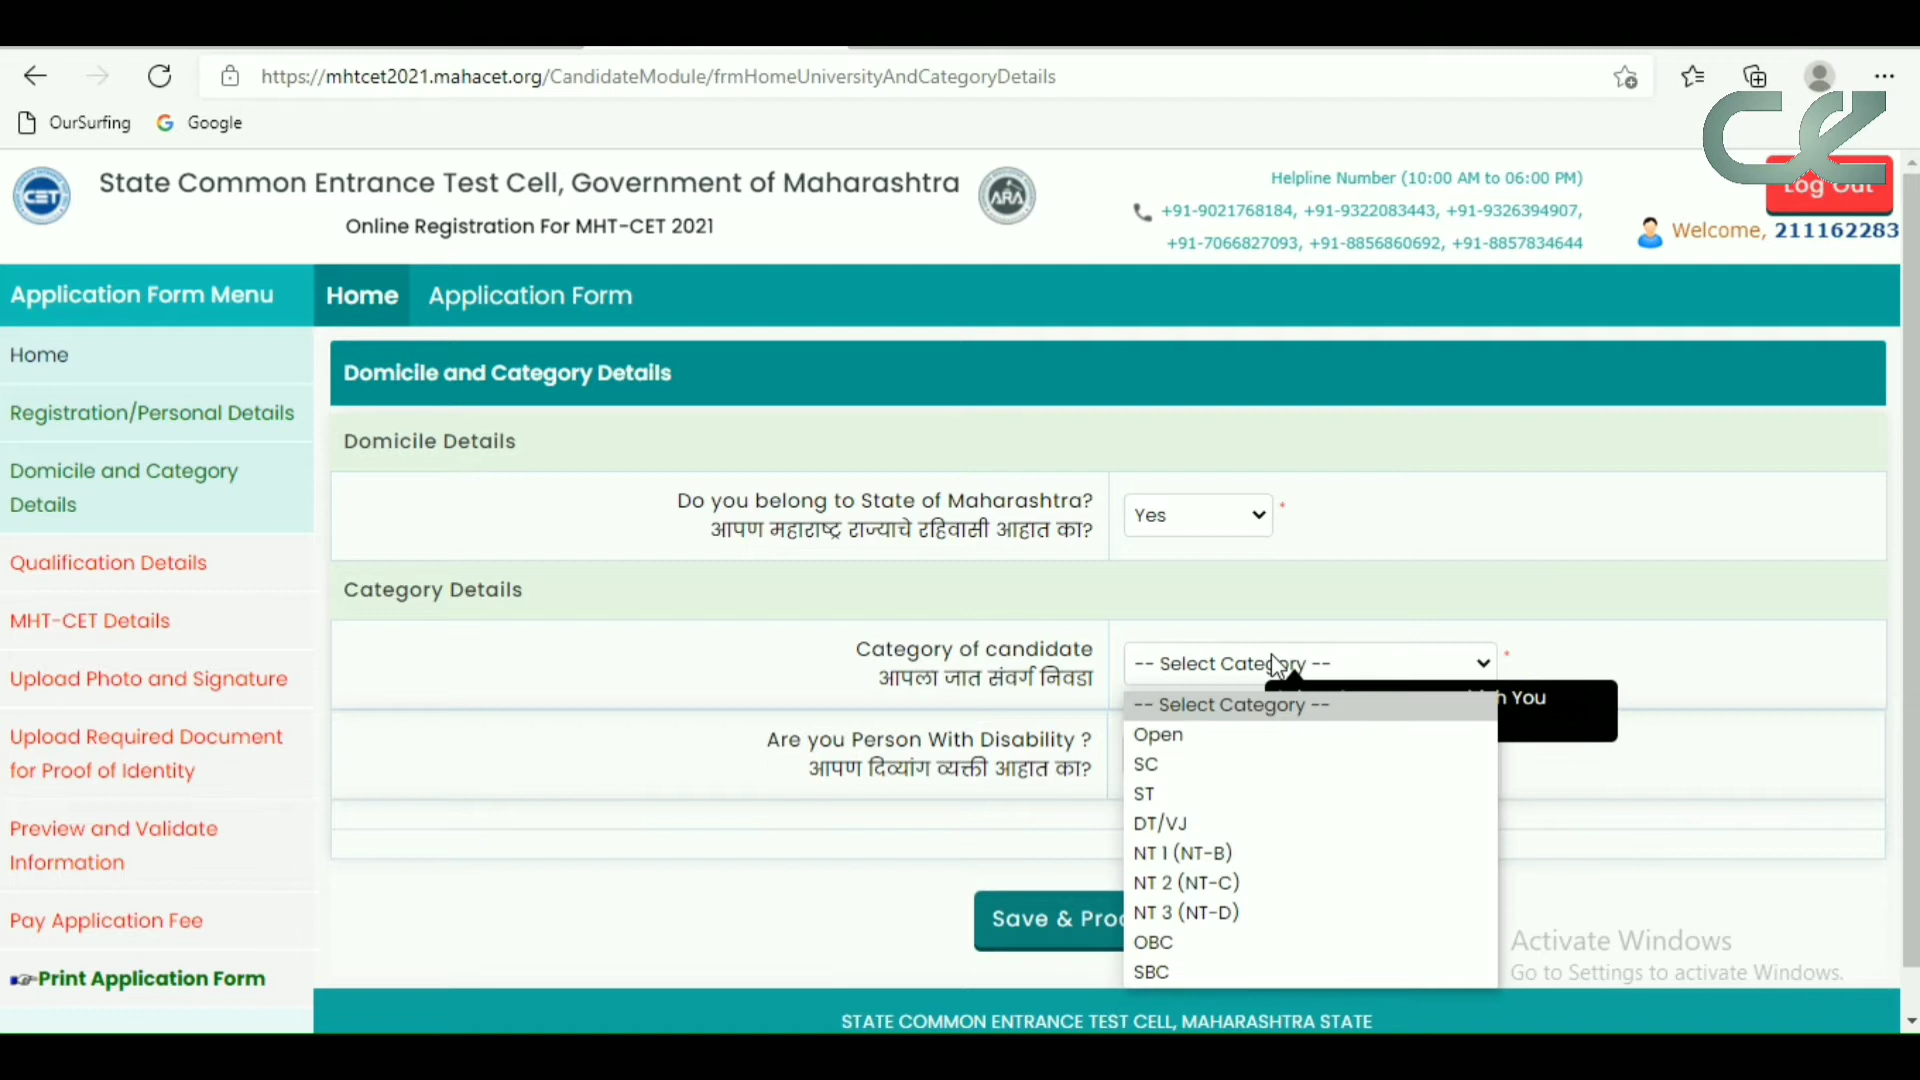 https://mhtcet2021.mahacet.org/CandidateModule/frmHomeUniversityAndCategoryDetails
OurSurfing Google
CE
State Common Entrance Test Cell, Government of Maharashtra
Online Registration For MHT-CET 2021
CET
ARA
Helpline Number (10:00 AM to 06:00 PM)
+91-9021768184, +91-9322083443, +91-9326394907,
+91-7066827093, +91-8856860692, +91-8857834644
Log Out
Welcome, 211162283
Application Form Menu
Home Application Form
Home
Registration/Personal Details
Domicile and Category
Details
Qualification Details
MHT-CET Details
Upload Photo and Signature
Upload Required Document
for Proof of Identity
Preview and Validate
Information
Pay Application Fee
Print Application Form
Domicile and Category Details
Domicile Details
Do you belong to State of Maharashtra?
आपण महाराष्ट्र राज्याचे रहिवासी आहात का?
Yes *
Category Details
Category of candidate
आपला जात संवर्ग निवडा
-- Select Category -- *
You
-- Select Category --
Open
SC
ST
DT/VJ
NT 1 (NT-B)
NT 2 (NT-C)
NT 3 (NT-D)
OBC
SBC
Are you Person With Disability ?
आपण दिव्यांग व्यक्ती आहात का?
Save &
Activate Windows
Go to Settings to activate Windows.
STATE COMMON ENTRANCE TEST CELL, MAHARASHTRA STATE